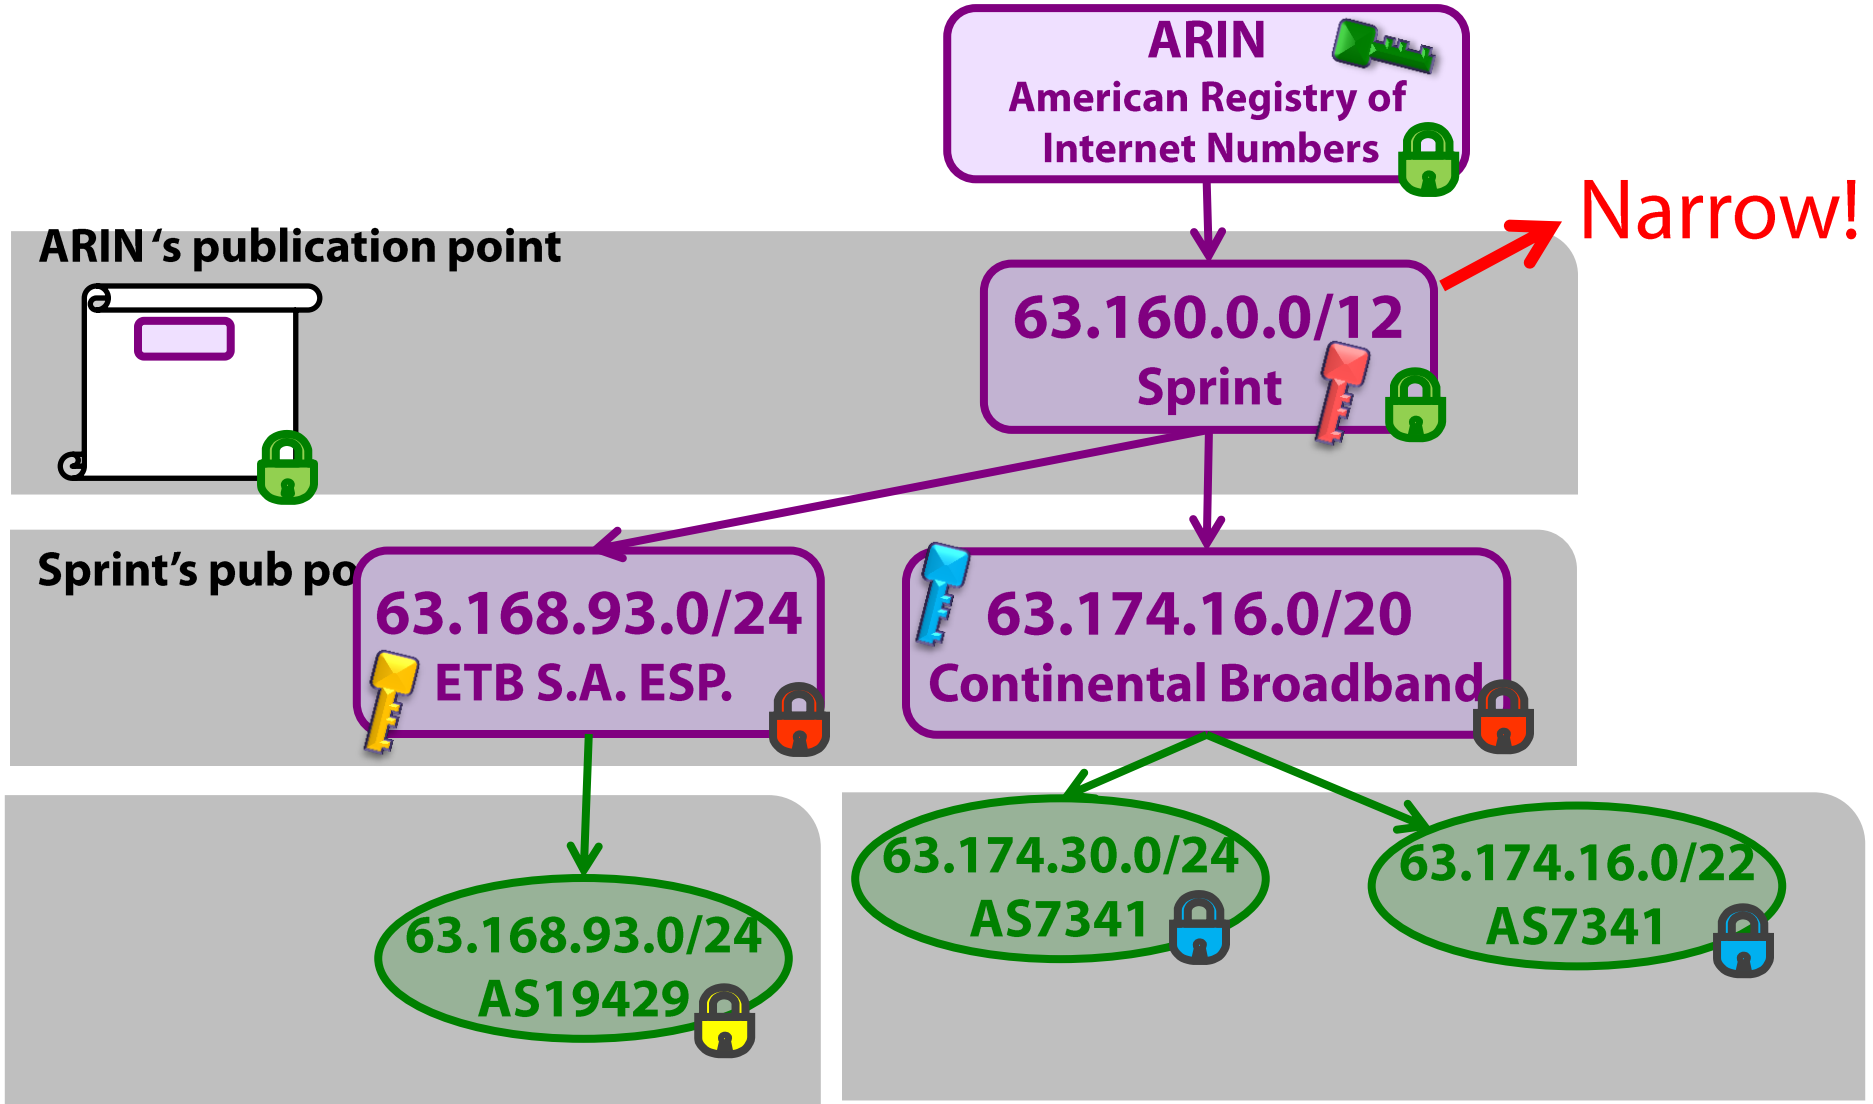 ARIN
American Registry of
Internet Numbers
Narrow!
ARIN ‘s publication point
63.160.0.0/12
Sprint
Sprint’s pub po
63.168.93.0/24
ETB S.A. ESP.
63.174.16.0/20
Continental Broadband
63.174.30.0/24
AS7341
63.174.16.0/22
AS7341
63.168.93.0/24
AS19429